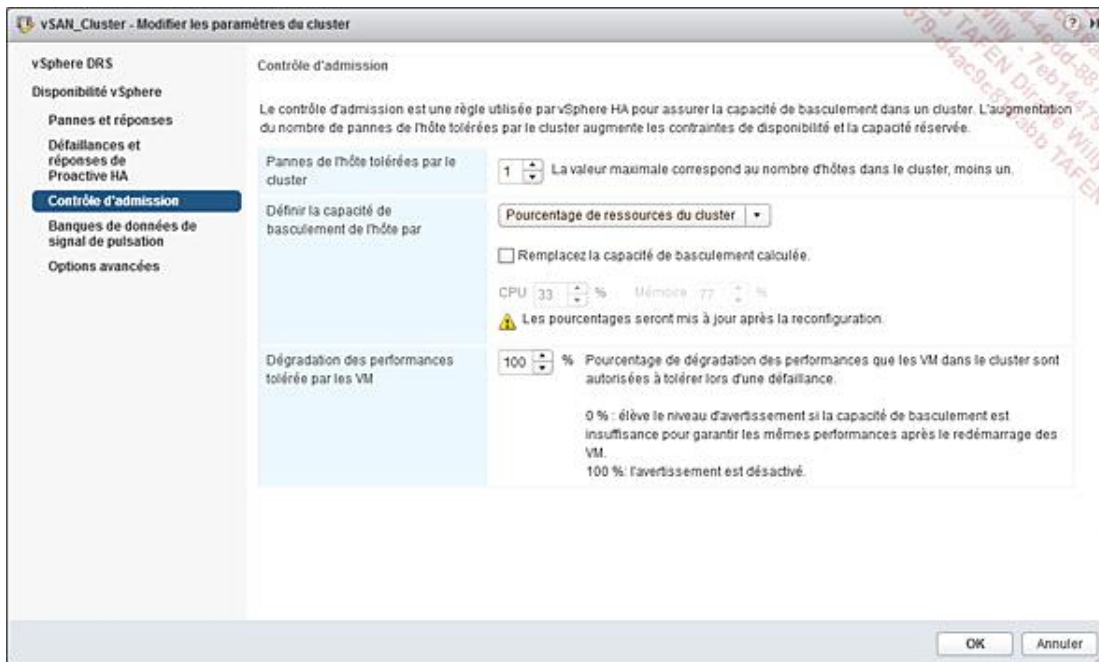 vSAN_Cluster - Modifier les paramètres du cluster
vSphere DRS
Disponibilité vSphere
Pannes et réponses
Défaillances et
réponses de
Proactive HA
Contrôle d'admission
Banques de données de
signal de pulsation
Options avancées
Contrôle d'admission
Le contrôle d'admission est une règle utilisée par vSphere HA pour assurer la capacité de basculement dans un cluster. L'augmentation
du nombre de pannes de l'hôte tolérées par le cluster augmente les contraintes de disponibilité et la capacité réservée.
Pannes de l'hôte tolérées par le
cluster
1 La valeur maximale correspond au nombre d'hôtes dans le cluster, moins un.
Définir la capacité de
basculement de l'hôte par
Pourcentage de ressources du cluster
Remplacez la capacité de basculement calculée.
CPU 33 % Mémoire 77 %
Les pourcentages seront mis à jour après la reconfiguration.
Dégradation des performances
tolérée par les VM
100 % Pourcentage de dégradation des performances que les VM dans le cluster sont
autorisées à tolérer lors d'une défaillance.
0 % : élève le niveau d'avertissement si la capacité de basculement est
insuffisance pour garantir les mêmes performances après le redémarrage des
VM.
100 %: l'avertissement est désactivé.
OK
Annuler